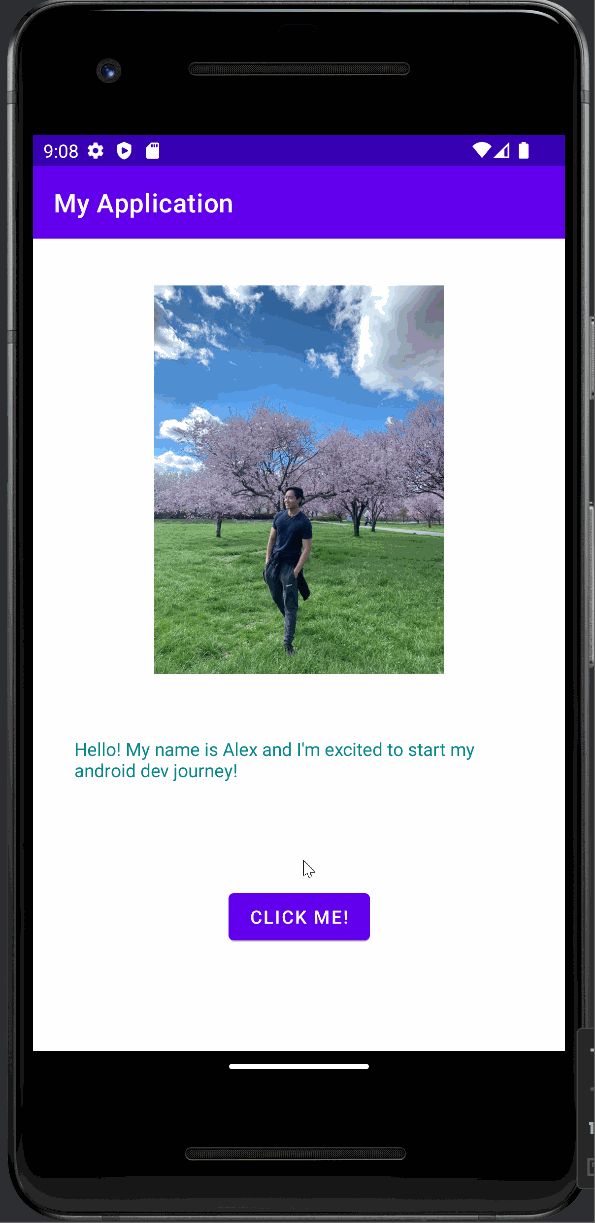 9:08
My Application
Hello! My name is Alex and I'm excited to start my
android dev journey!
CLICK ME!